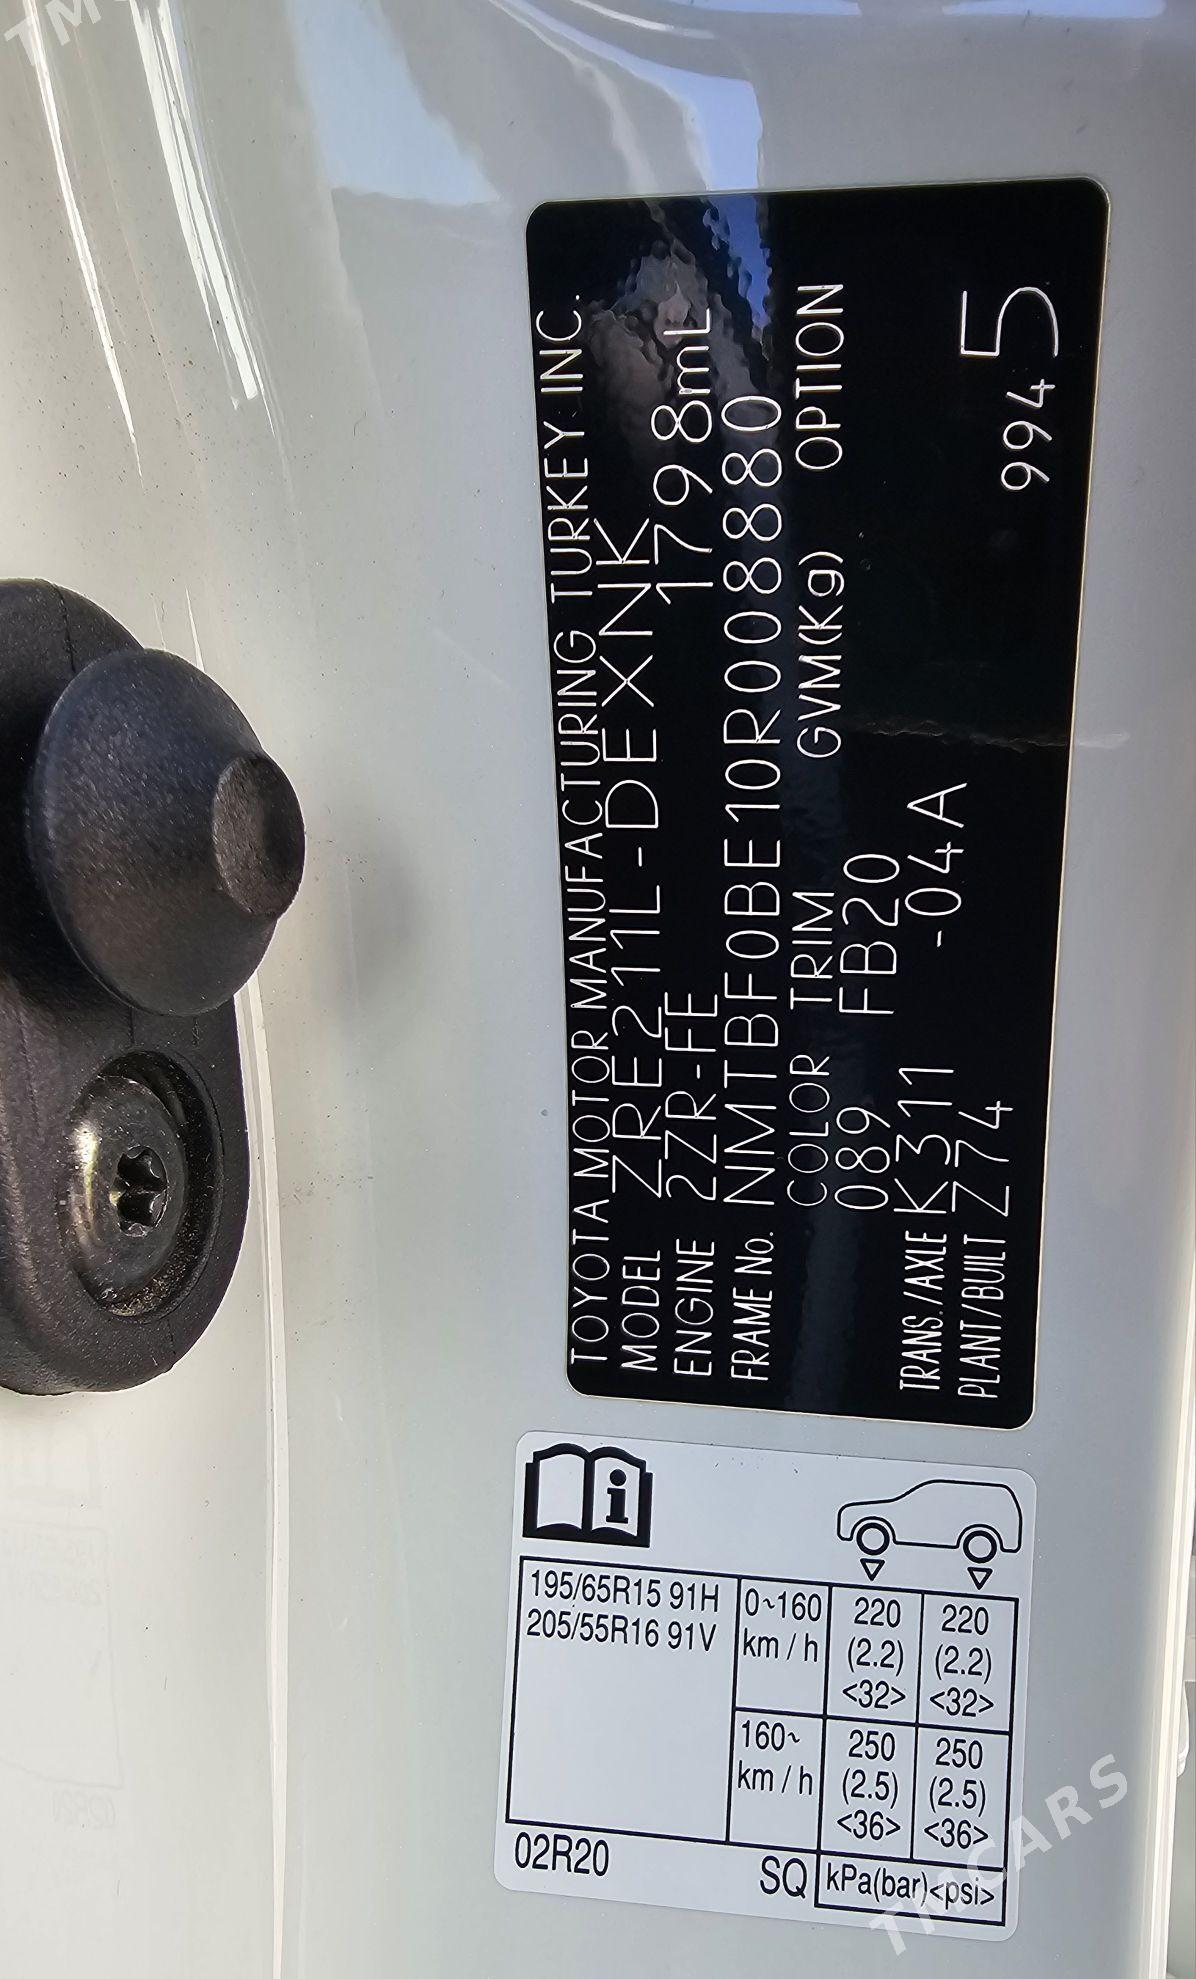 TOYOTA MOTOR MANUFACTURING TURKEY INC.
MODEL ZRE211L-DEXNK
ENGINE 2ZR-FE 1798mL
FRAME No. NMTBF0BE10R008880
COLOR TRIM GVM(Kg) OPTION
089 FB20
TRANS./AXLE K311 -04A
PLANT/BUILT Z74 9945
195/65R15 91H
205/55R16 91V
0~160 km/h 220 (2.2) <32> 220 (2.2) <32>
160~ km/h 250 (2.5) <36> 250 (2.5) <36>
02R20 SQ kPa(bar)<psi>
TMCARS